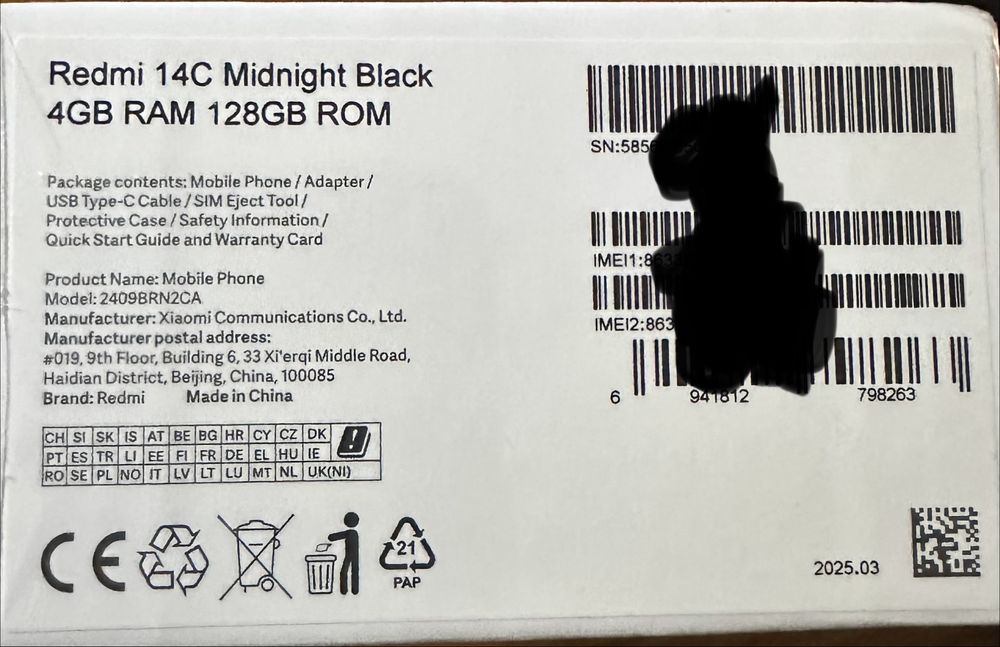 Redmi 14C Midnight Black
4GB RAM 128GB ROM
Package contents: Mobile Phone / Adapter /
USB Type-C Cable / SIM Eject Tool /
Protective Case / Safety Information /
Quick Start Guide and Warranty Card
Product Name: Mobile Phone
Model: 2409BRN2CA
Manufacturer: Xiaomi Communications Co., Ltd.
Manufacturer postal address:
#019, 9th Floor, Building 6, 33 Xi'erqi Middle Road,
Haidian District, Beijing, China, 100085
Brand: Redmi Made in China
CH SI SK IS AT BE BG HR CY CZ DK
PT ES TR LI EE FI FR DE EL HU IE
RO SE PL NO IT LV LT LU MT NL UK(NI)
CE
21
PAP
SN:585
IMEI1:863
IMEI2:863
6 941812 798263
2025.03